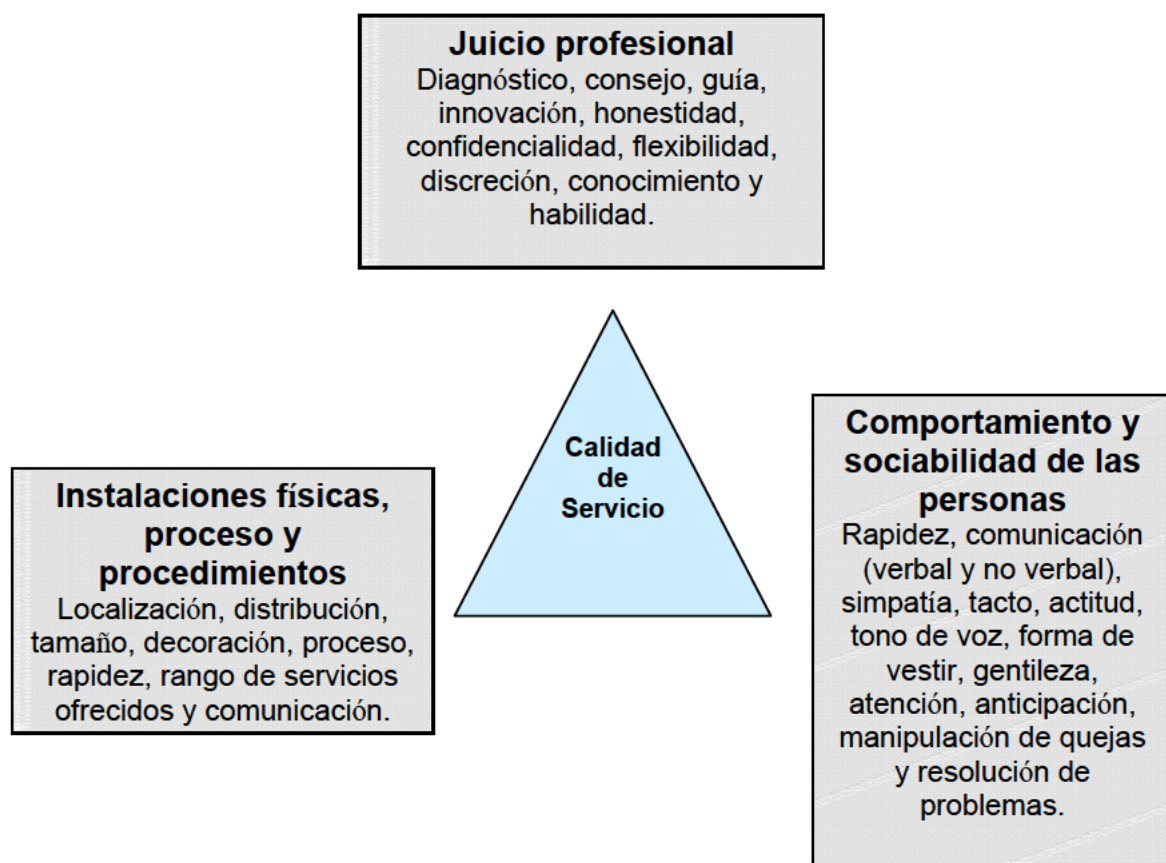 Juicio profesional
Diagnóstico, consejo, guía,
innovación, honestidad,
confidencialidad, flexibilidad,
discreción, conocimiento y
habilidad.
Calidad
de
Servicio
Instalaciones físicas,
proceso y
procedimientos
Localización, distribución,
tamaño, decoración, proceso,
rapidez, rango de servicios
ofrecidos y comunicación.
Comportamiento y
sociabilidad de las
personas
Rapidez, comunicación
(verbal y no verbal),
simpatía, tacto, actitud,
tono de voz, forma de
vestir, gentileza,
atención, anticipación,
manipulación de quejas
y resolución de
problemas.